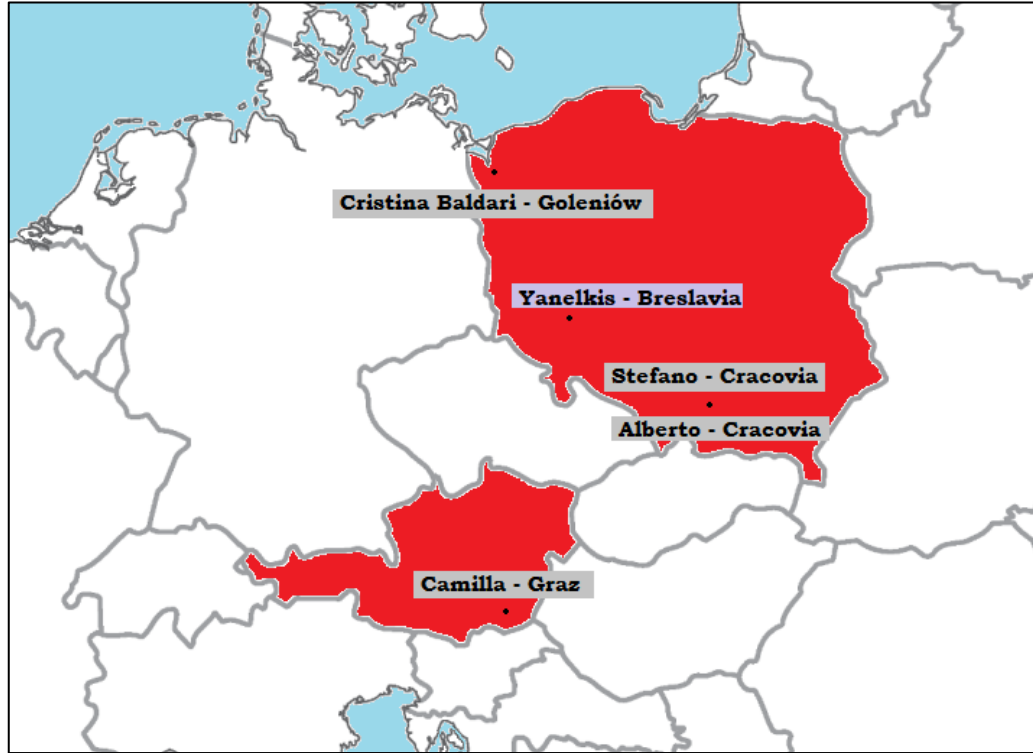 Cristina Baldari - Goleniów
Yanelkis - Breslavia
Stefano - Cracovia
Alberto - Cracovia
Camilla - Graz